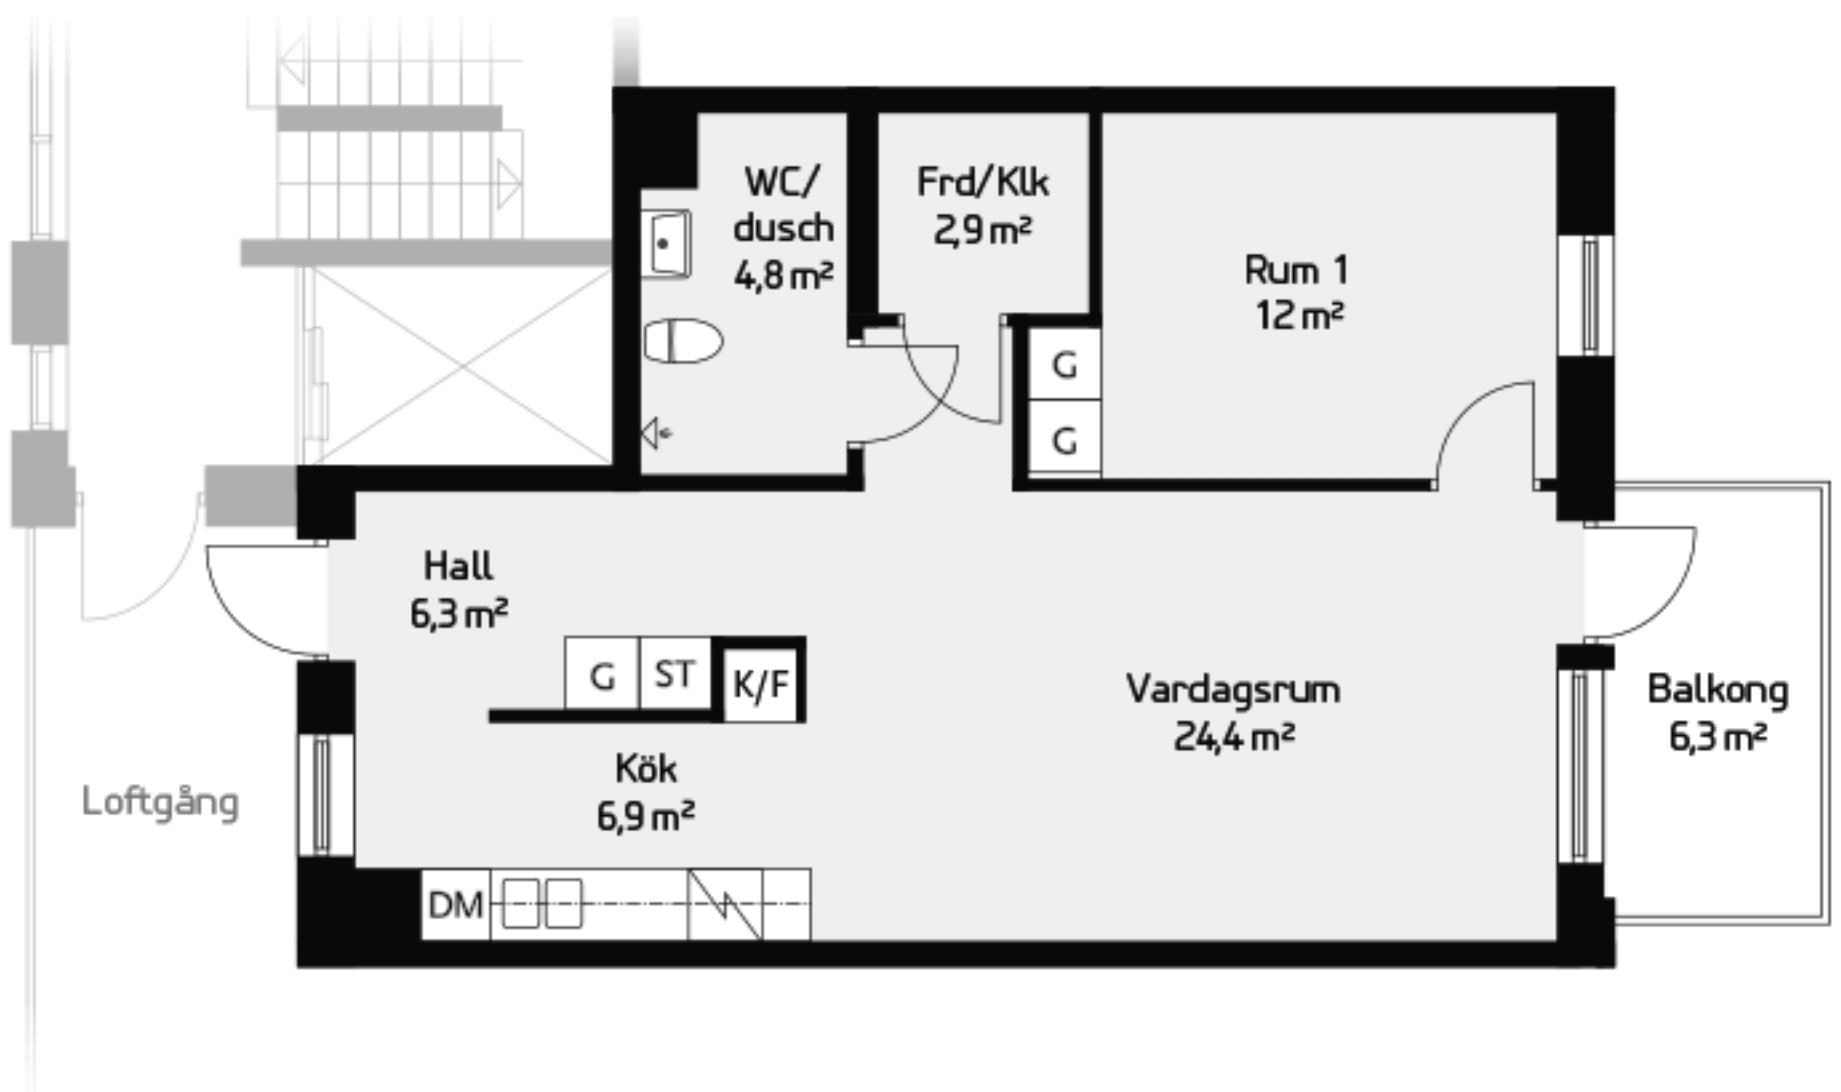 WC/
dusch
4,8 m²
Frd/Klk
2,9 m²
Rum 1
12 m²
G
G
Hall
6,3 m²
G
ST
K/F
Vardagsrum
24,4 m²
Balkong
6,3 m²
Kök
6,9 m²
Loftgång
DM